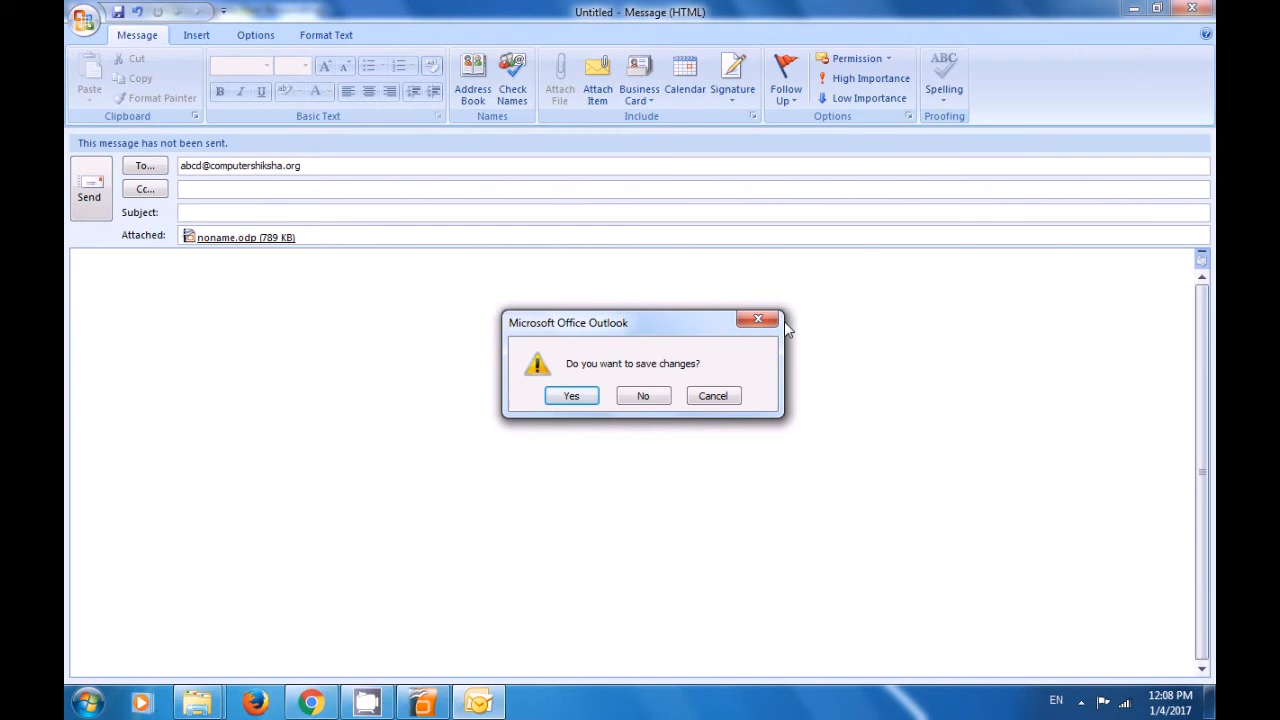 Untitled - Message (HTML)
Message Insert Options Format Text
Paste
Cut
Copy
Format Painter
Clipboard
B I U
Basic Text
Address Book
Check Names
Names
Attach File
Attach Item
Business Card
Calendar
Signature
Include
Follow Up
Permission
High Importance
Low Importance
Options
ABC
Spelling
Proofing
This message has not been sent.
Send
To... abcd@computershiksha.org
Cc...
Subject:
Attached: noname.odp (789 KB)
Microsoft Office Outlook
Do you want to save changes?
Yes No Cancel
EN
12:08 PM
1/4/2017